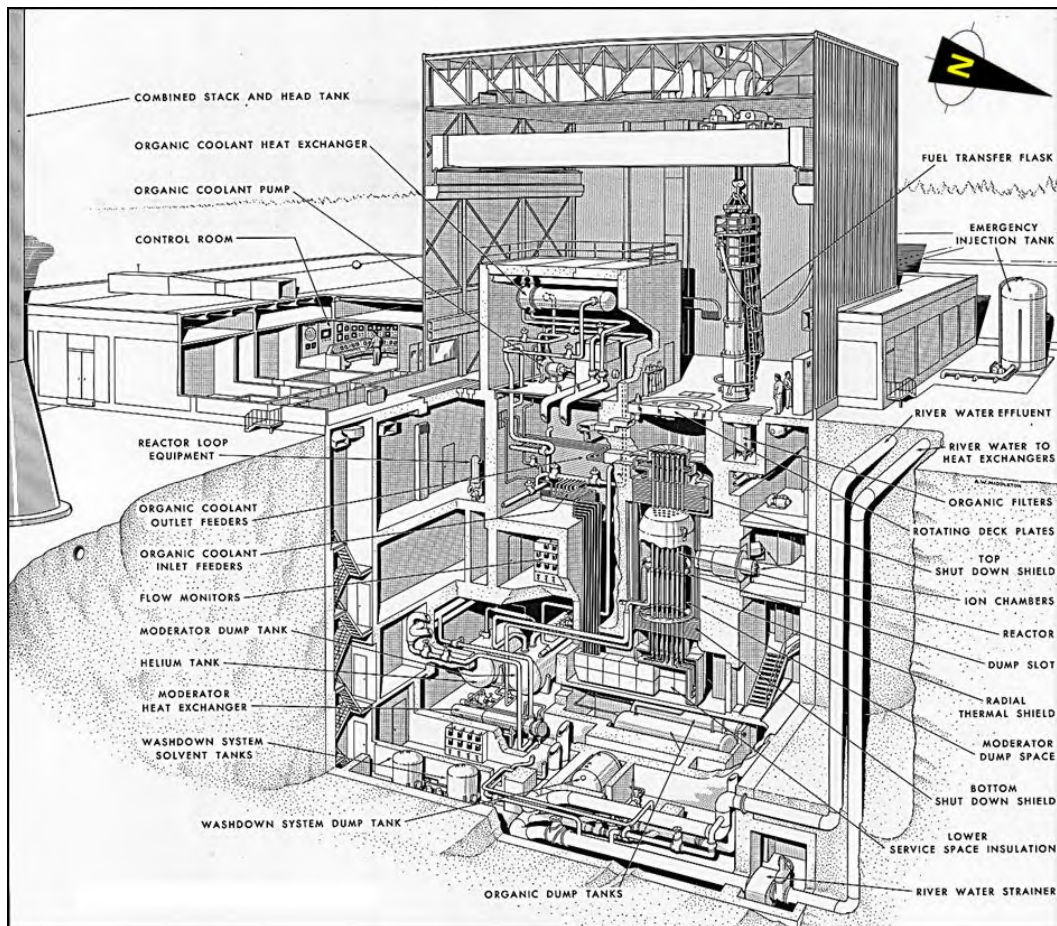 N
COMBINED STACK AND HEAD TANK
ORGANIC COOLANT HEAT EXCHANGER
ORGANIC COOLANT PUMP
CONTROL ROOM
REACTOR LOOP
EQUIPMENT
ORGANIC COOLANT
OUTLET FEEDERS
ORGANIC COOLANT
INLET FEEDERS
FLOW MONITORS
MODERATOR DUMP TANK
HELIUM TANK
MODERATOR
HEAT EXCHANGER
WASHDOWN SYSTEM
SOLVENT TANKS
WASHDOWN SYSTEM DUMP TANK
ORGANIC DUMP TANKS
FUEL TRANSFER FLASK
EMERGENCY
INJECTION TANK
RIVER WATER EFFLUENT
RIVER WATER TO
HEAT EXCHANGERS
A.W. MIDDLETON
ORGANIC FILTERS
ROTATING DECK PLATES
TOP
SHUT DOWN SHIELD
ION CHAMBERS
REACTOR
DUMP SLOT
RADIAL
THERMAL SHIELD
MODERATOR
DUMP SPACE
BOTTOM
SHUT DOWN SHIELD
LOWER
SERVICE SPACE INSULATION
RIVER WATER STRAINER